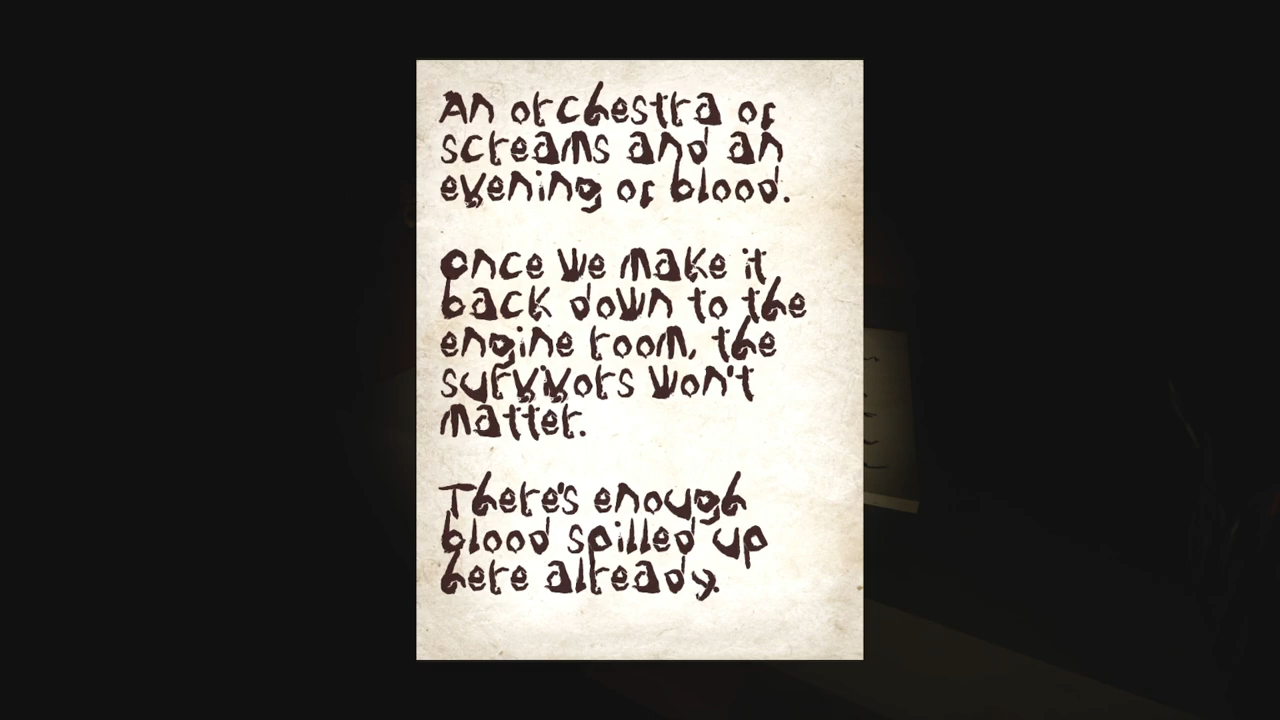 An orchestra of
screams and an
evening of blood.
Once we make it
back down to the
engine room, the
survivors won't
matter.
There's enough
blood spilled up
here already.